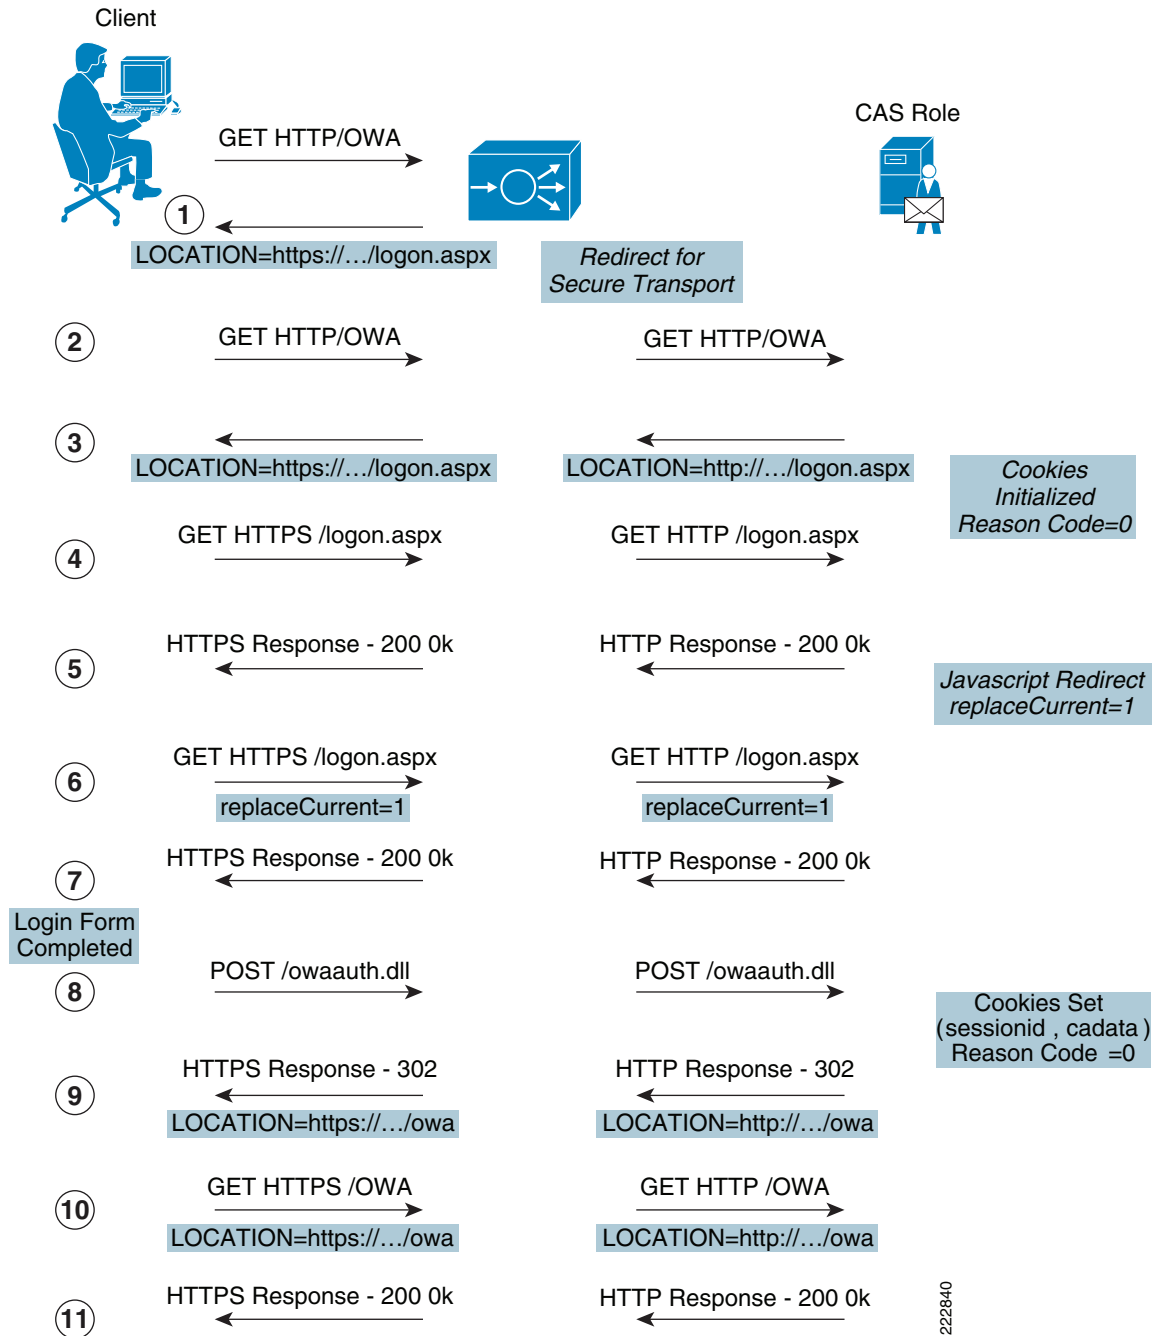 Client
CAS Role
GET HTTP/OWA
1
LOCATION=https://…/logon.aspx
Redirect for
Secure Transport
2
GET HTTP/OWA
GET HTTP/OWA
3
LOCATION=https://…/logon.aspx
LOCATION=http://…/logon.aspx
Cookies
Initialized
Reason Code=0
4
GET HTTPS /logon.aspx
GET HTTP /logon.aspx
5
HTTPS Response - 200 0k
HTTP Response - 200 0k
Javascript Redirect
replaceCurrent=1
6
GET HTTPS /logon.aspx
GET HTTP /logon.aspx
replaceCurrent=1
replaceCurrent=1
7
HTTPS Response - 200 0k
HTTP Response - 200 0k
Login Form
Completed
8
POST /owaauth.dll
POST /owaauth.dll
Cookies Set
(sessionid , cadata )
Reason Code =0
9
HTTPS Response - 302
HTTP Response - 302
LOCATION=https://…/owa
LOCATION=http://…/owa
10
GET HTTPS /OWA
GET HTTP /OWA
LOCATION=https://…/owa
LOCATION=http://…/owa
11
HTTPS Response - 200 0k
HTTP Response - 200 0k
222840